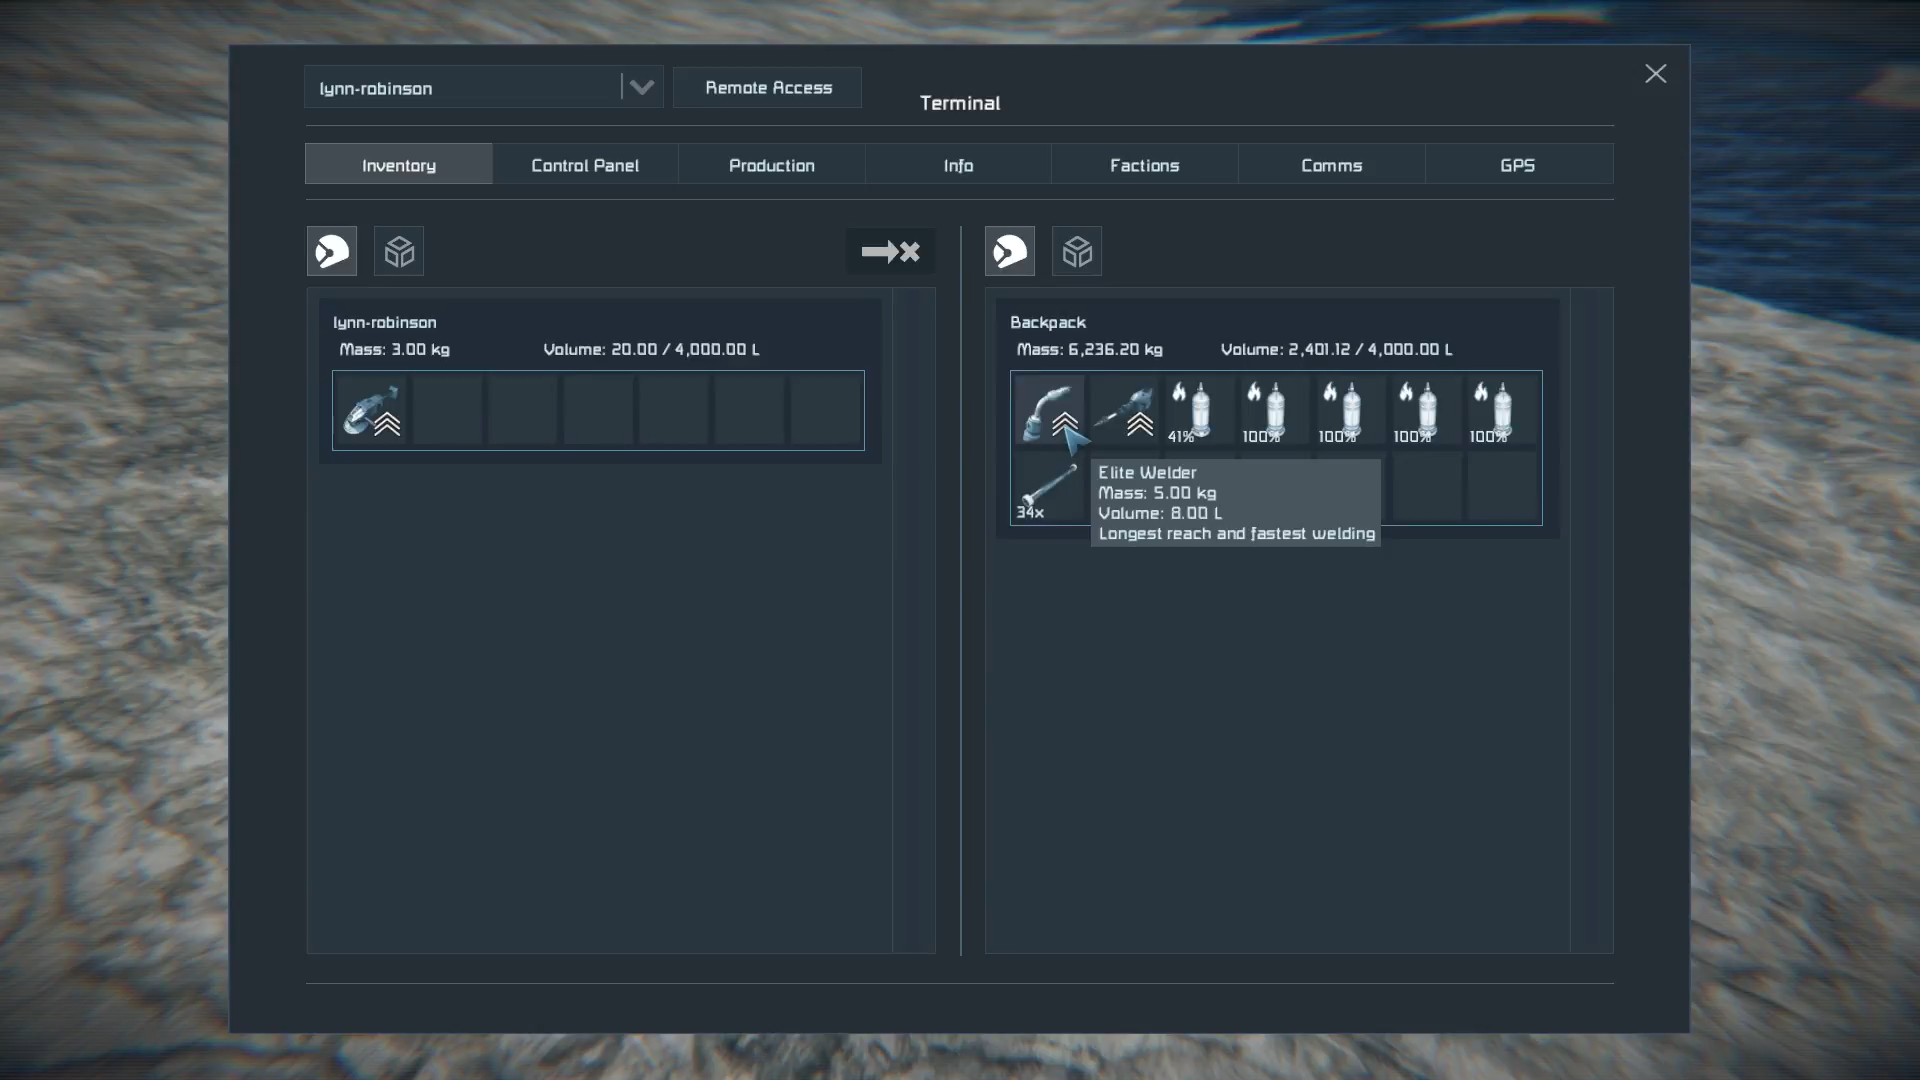 lynn-robinson
Remote Access
Terminal
Inventory
Control Panel
Production
Info
Factions
Comms
GPS
lynn-robinson
Mass: 3.00 kg
Volume: 20.00 / 4,000.00 L
Backpack
Mass: 6,236.20 kg
Volume: 2,401.12 / 4,000.00 L
41%
100%
100%
100%
100%
34x
Elite Welder
Mass: 5.00 kg
Volume: 8.00 L
Longest reach and fastest welding